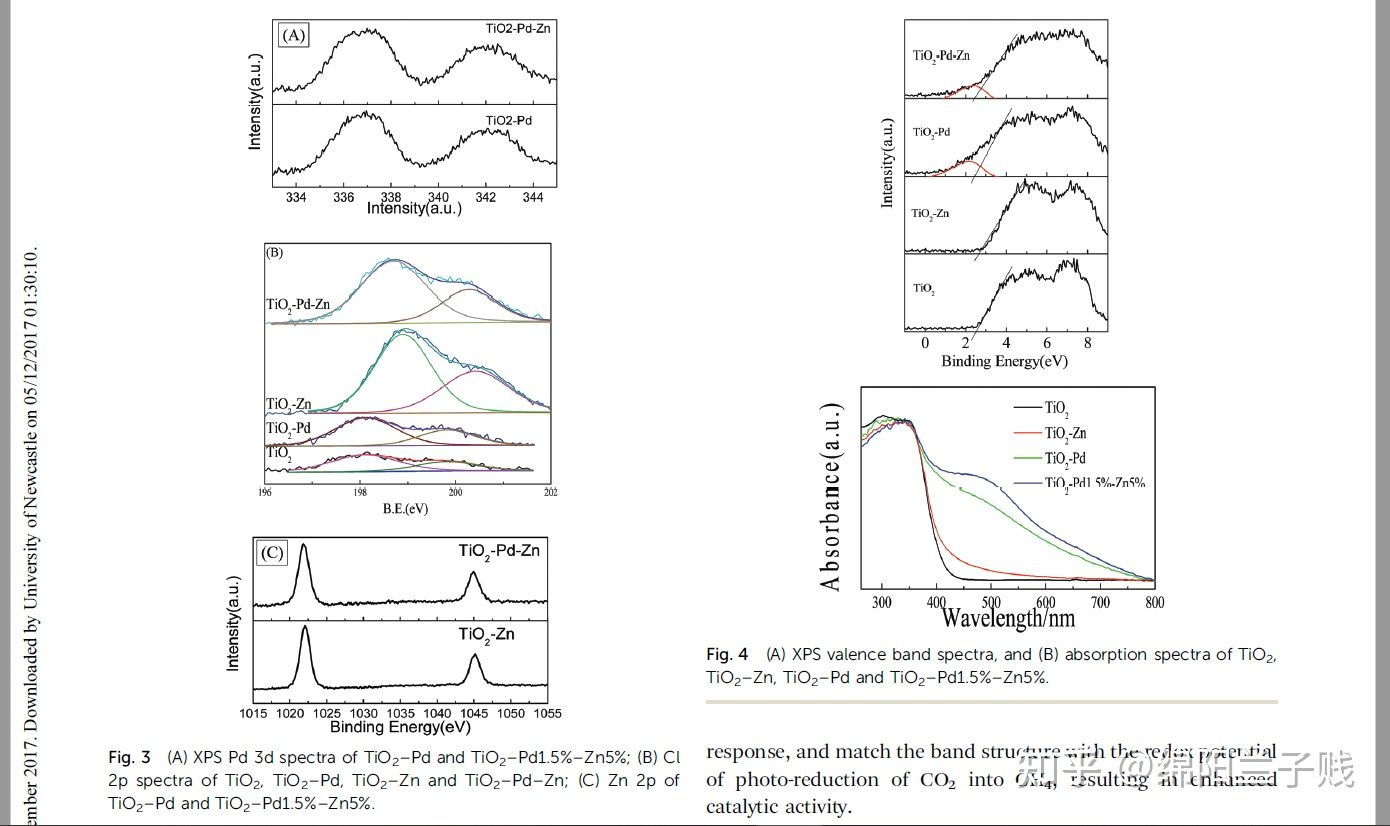 ember 2017. Downloaded by University of Newcastle on 05/12/2017 01:30:10.
(A)
TiO2-Pd-Zn
TiO2-Pd
Intensity(a.u.)
334 336 338 340 342 344
Intensity(a.u.)
(B)
TiO2-Pd-Zn
TiO2-Zn
TiO2-Pd
TiO2
196 198 200 202
B.E.(eV)
(C)
TiO2-Pd-Zn
TiO2-Zn
Intensity(a.u.)
1015 1020 1025 1030 1035 1040 1045 1050 1055
Binding Energy(eV)
Fig. 3 (A) XPS Pd 3d spectra of TiO2–Pd and TiO2–Pd1.5%–Zn5%; (B) Cl
2p spectra of TiO2, TiO2–Pd, TiO2–Zn and TiO2–Pd–Zn; (C) Zn 2p of
TiO2–Pd and TiO2–Pd1.5%–Zn5%.
TiO2-Pd-Zn
TiO2-Pd
TiO2-Zn
TiO2
Intensity(a.u.)
0 2 4 6 8
Binding Energy(eV)
Absorbance(a.u.)
TiO2
TiO2-Zn
TiO2-Pd
TiO2-Pd1.5%-Zn5%
300 400 500 600 700 800
Wavelength/nm
Fig. 4 (A) XPS valence band spectra, and (B) absorption spectra of TiO2,
TiO2–Zn, TiO2–Pd and TiO2–Pd1.5%–Zn5%.
response, and match the band structure with the redox potential
of photo-reduction of CO2 into CH4, resulting in enhanced
catalytic activity.
知乎 @绵阳三子贱